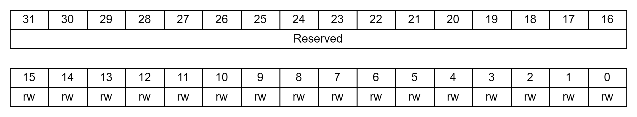 31 30 29 28 27 26 25 24 23 22 21 20 19 18 17 16
Reserved
15 14 13 12 11 10 9 8 7 6 5 4 3 2 1 0
rw rw rw rw rw rw rw rw rw rw rw rw rw rw rw rw